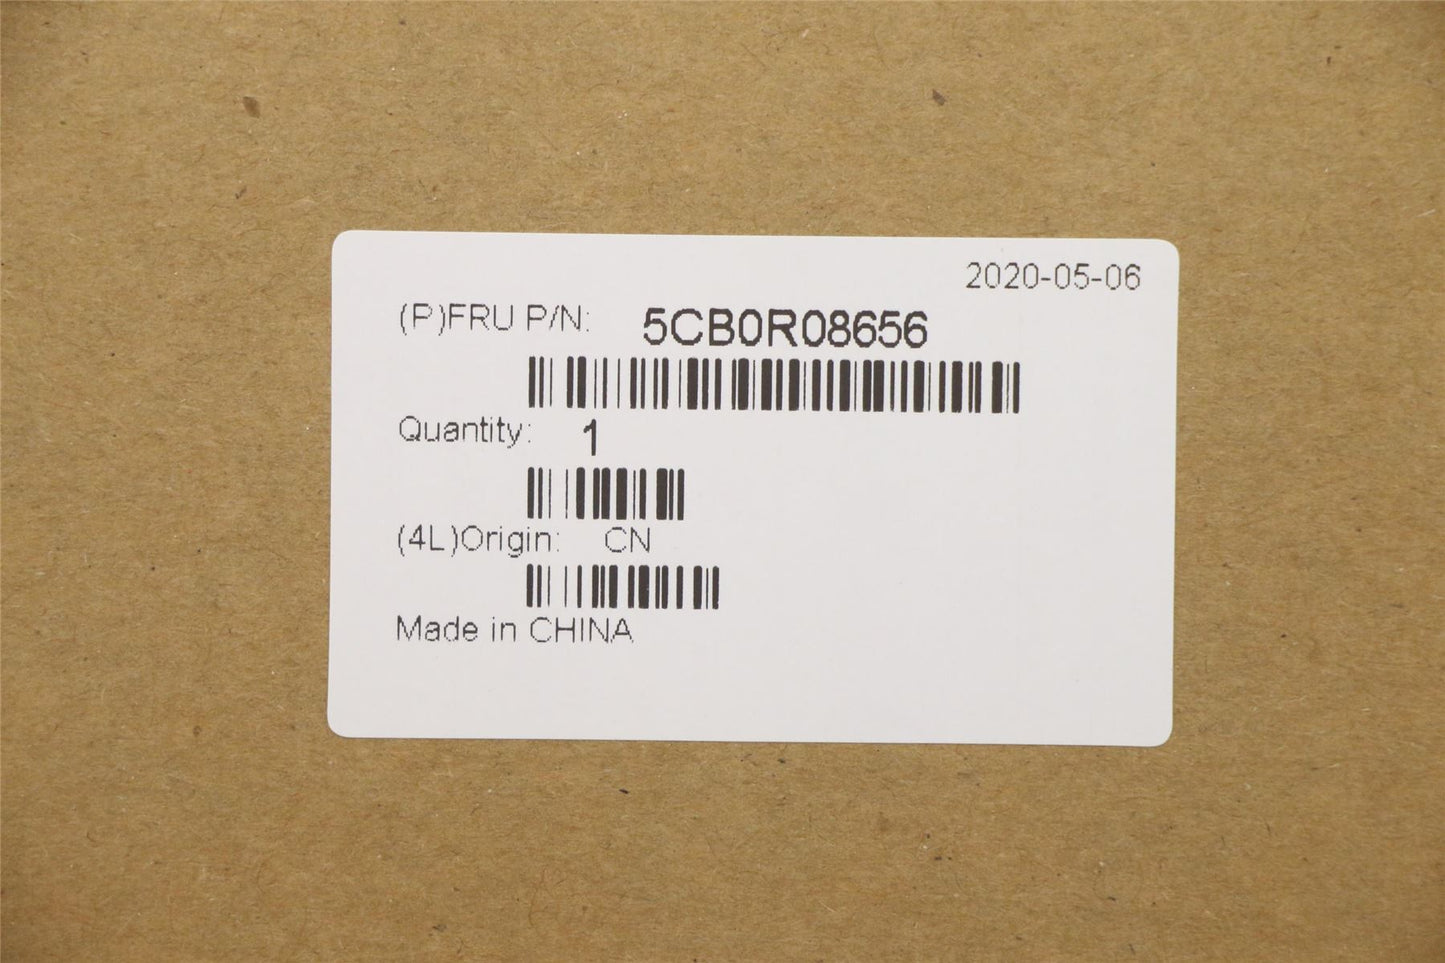 2020-05-06
(P)FRU P/N: 5CB0R08656
Quantity: 1
(4L)Origin: CN
Made in CHINA